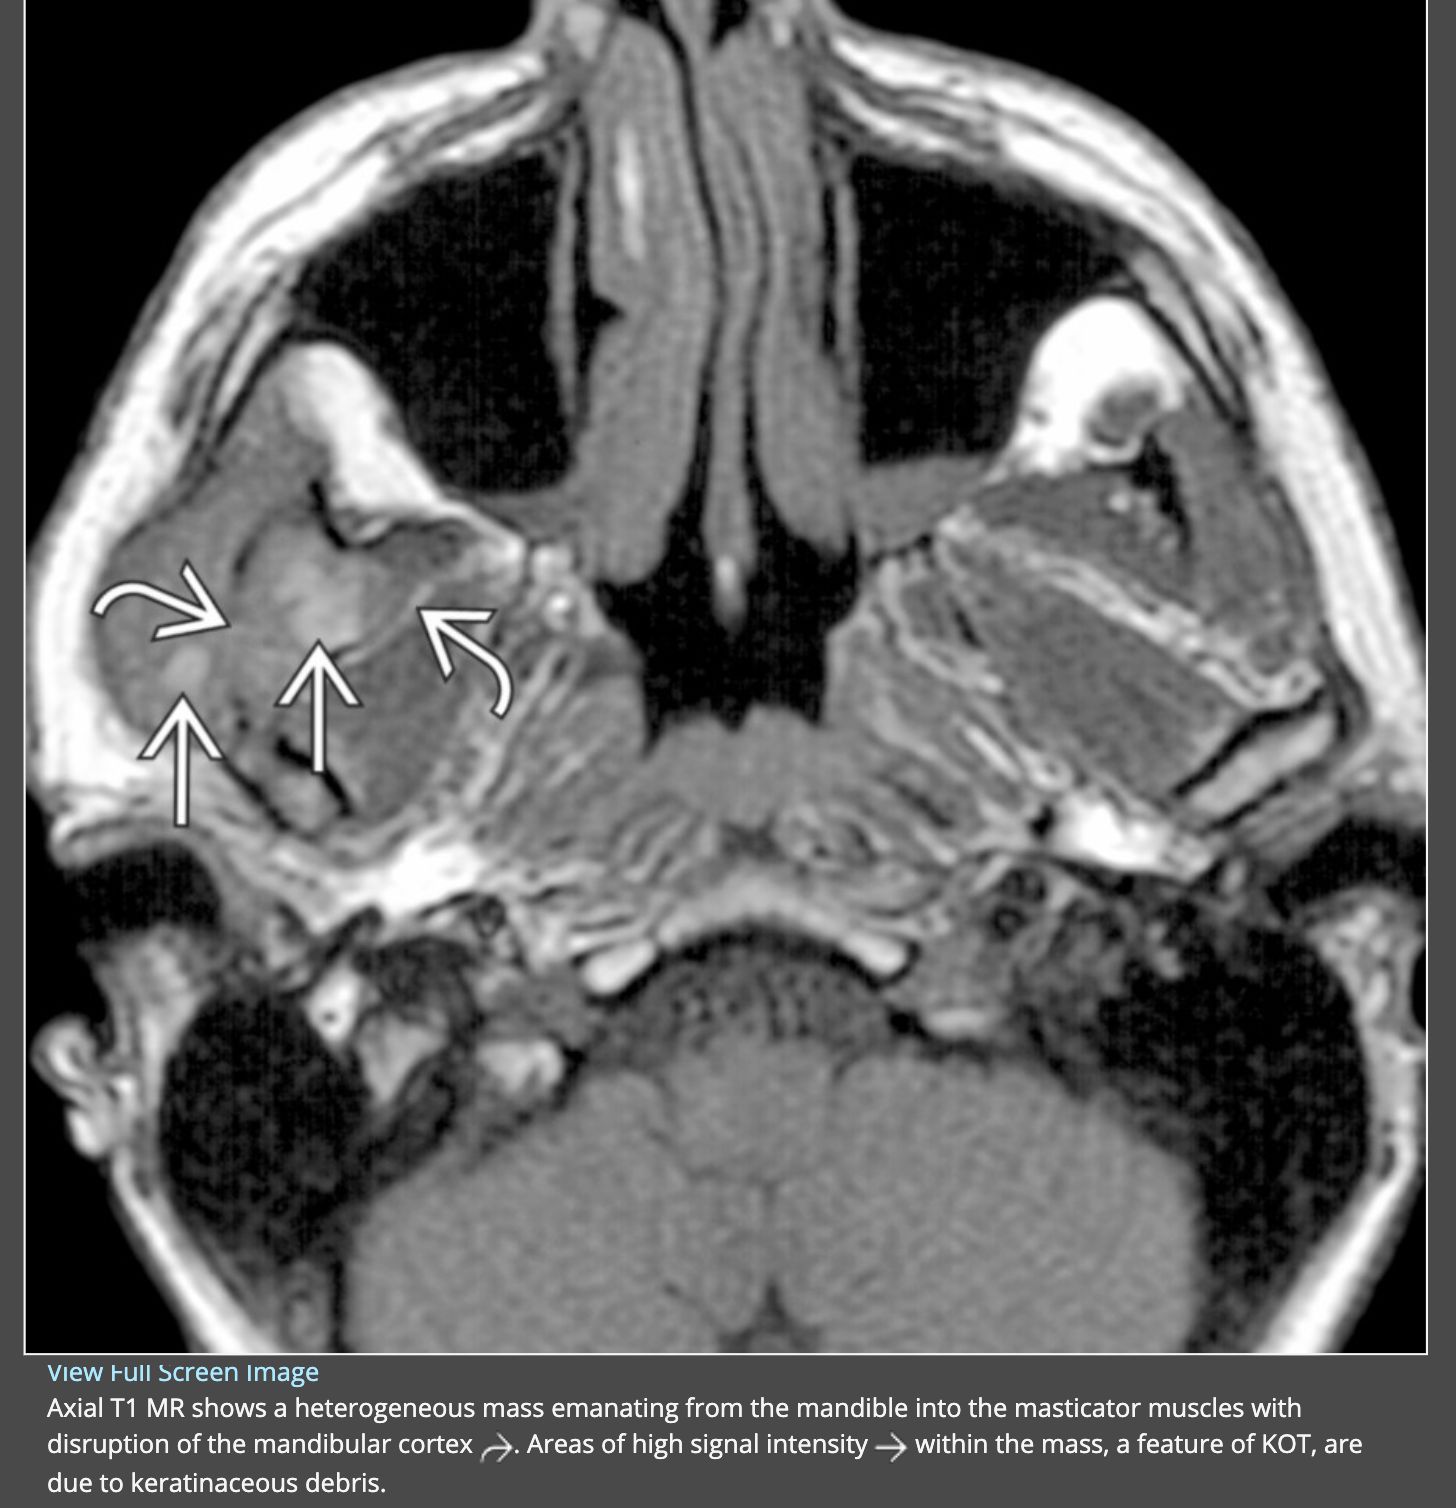 View Full Screen Image
Axial T1 MR shows a heterogeneous mass emanating from the mandible into the masticator muscles with
disruption of the mandibular cortex . Areas of high signal intensity within the mass, a feature of KOT, are
due to keratinaceous debris.